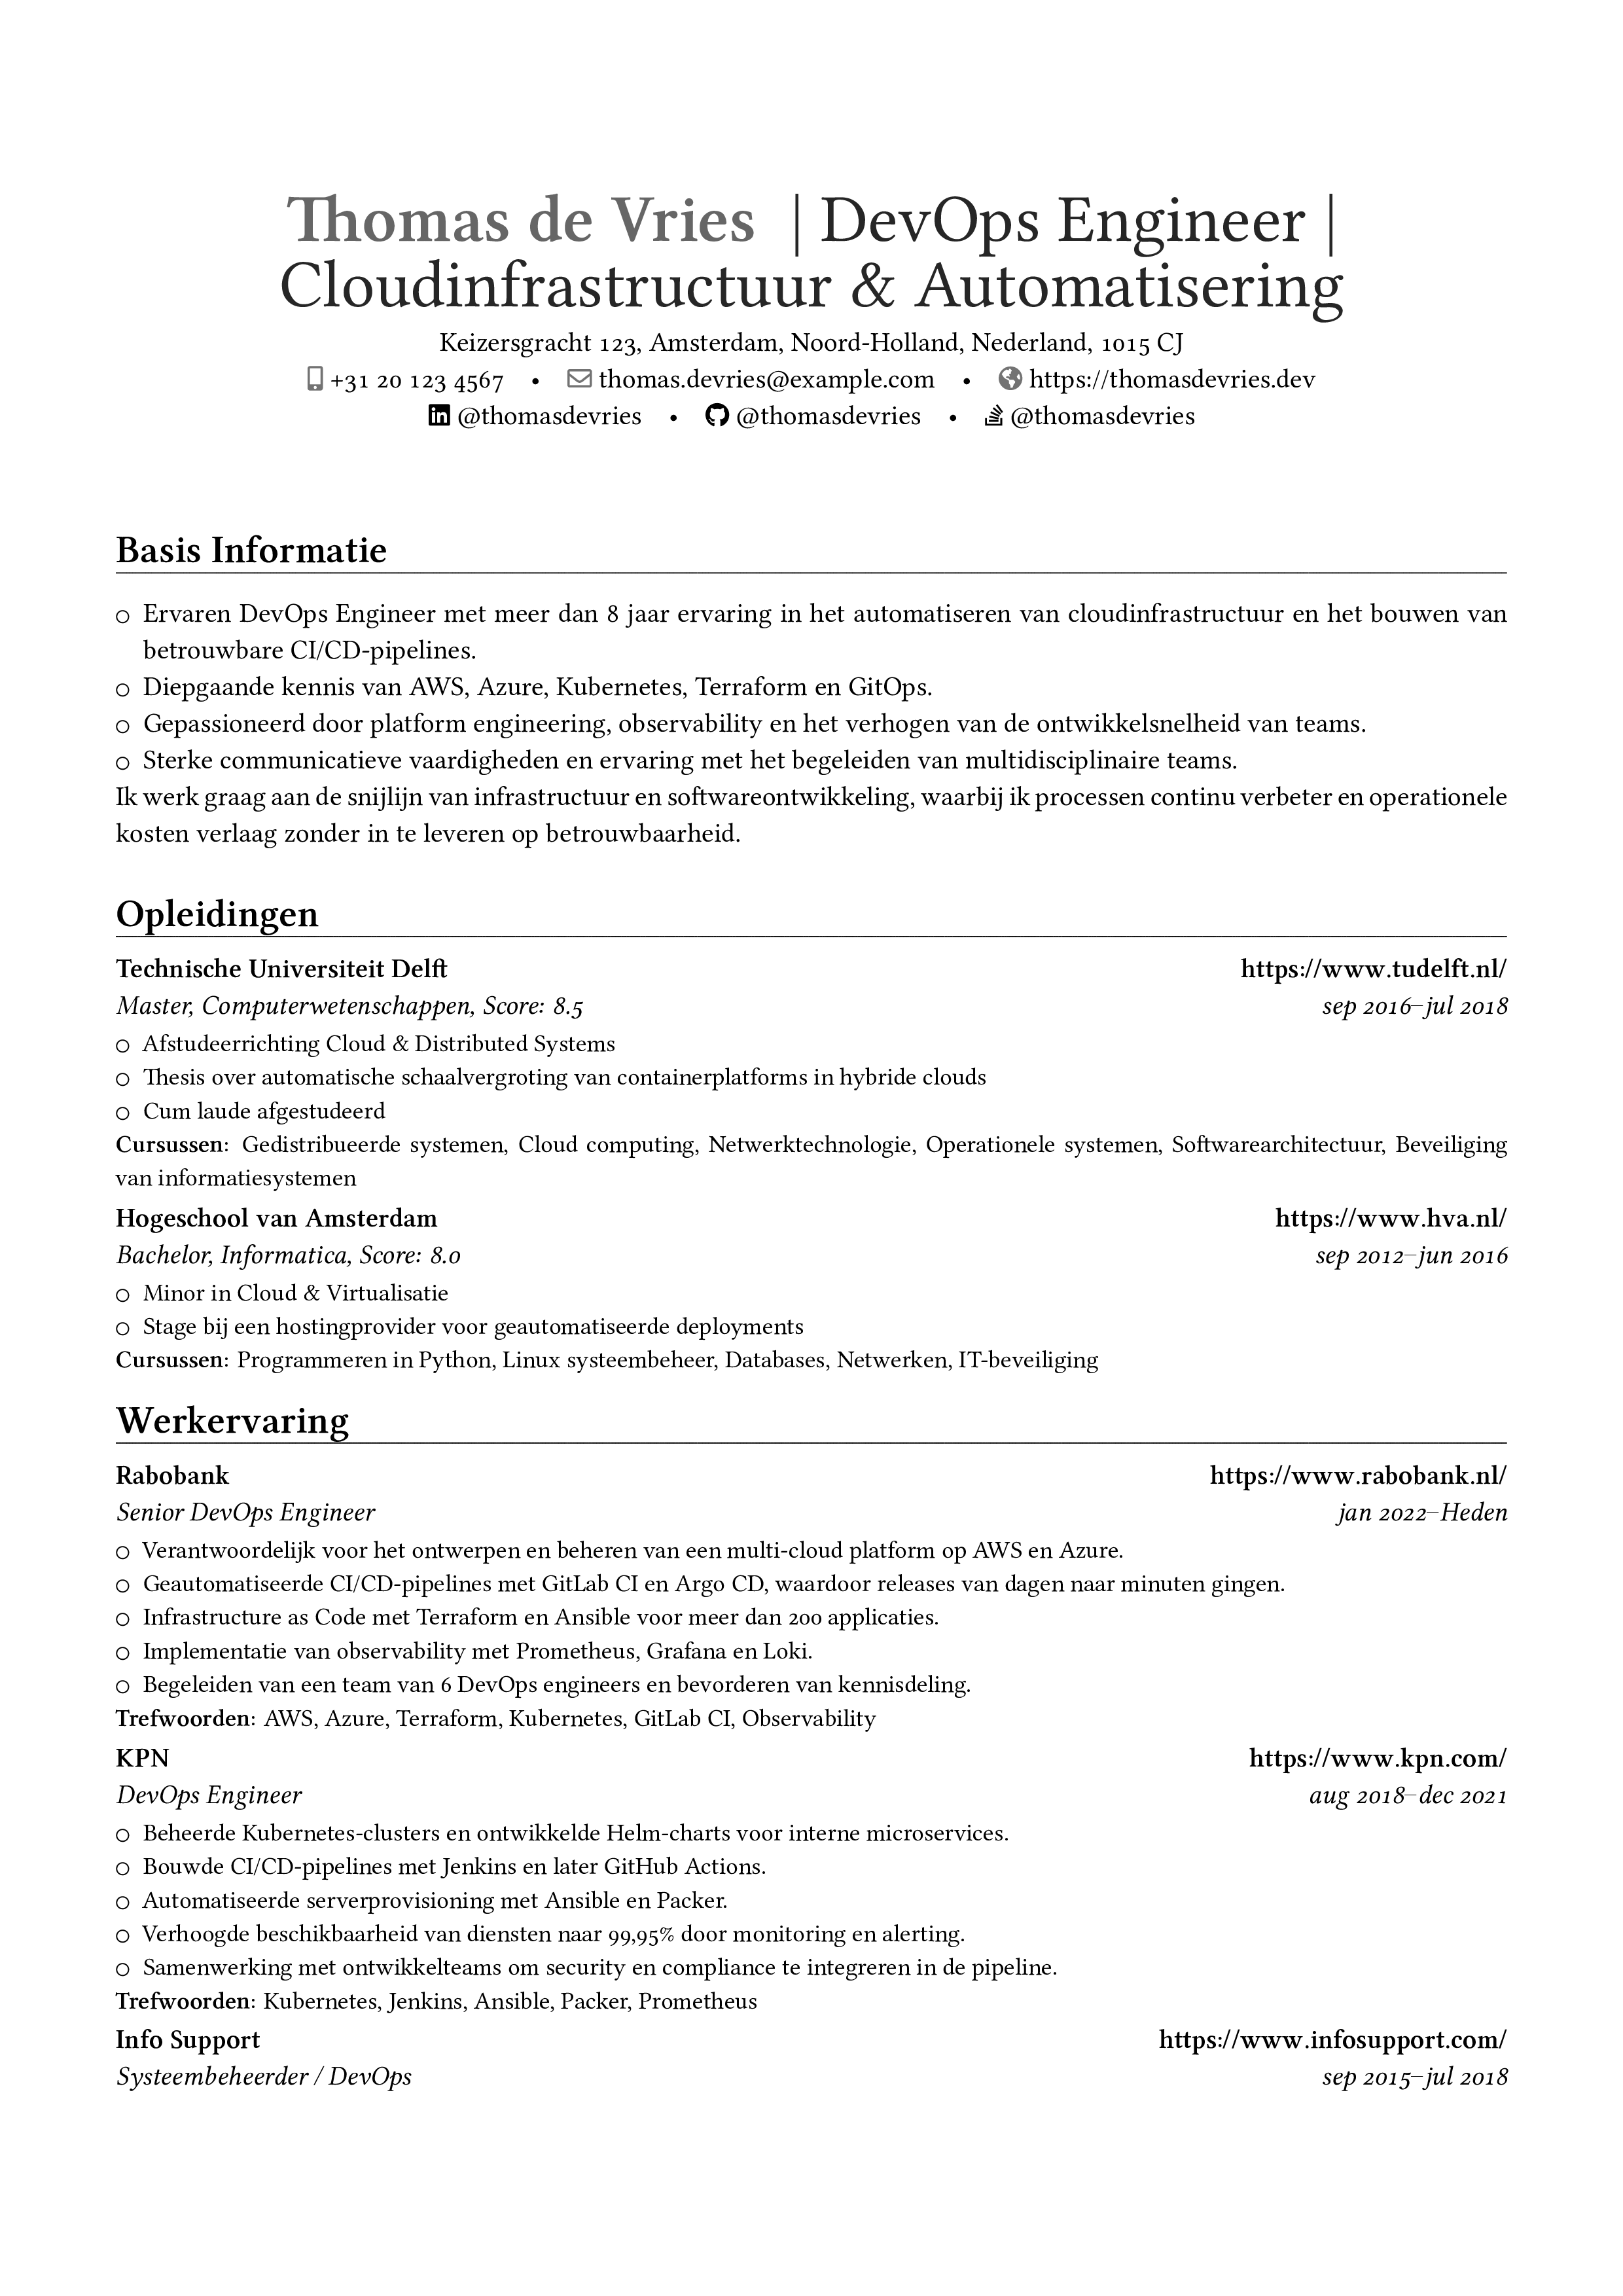 Thomas de Vries | DevOps Engineer |
Cloudinfrastructuur & Automatisering
Keizersgracht 123, Amsterdam, Noord-Holland, Nederland, 1015 CJ
+31 20 123 4567 • thomas.devries@example.com • https://thomasdevries.dev
@thomasdevries • @thomasdevries • @thomasdevries
Basis Informatie
○ Ervaren DevOps Engineer met meer dan 8 jaar ervaring in het automatiseren van cloudinfrastructuur en het bouwen van
betrouwbare CI/CD-pipelines.
○ Diepgaande kennis van AWS, Azure, Kubernetes, Terraform en GitOps.
○ Gepassioneerd door platform engineering, observability en het verhogen van de ontwikkelsnelheid van teams.
○ Sterke communicatieve vaardigheden en ervaring met het begeleiden van multidisciplinaire teams.
Ik werk graag aan de snijlijn van infrastructuur en softwareontwikkeling, waarbij ik processen continu verbeter en operationele
kosten verlaag zonder in te leveren op betrouwbaarheid.
Opleidingen
Technische Universiteit Delft https://www.tudelft.nl/
Master, Computerwetenschappen, Score: 8.5 sep 2016–jul 2018
○ Afstudeerrichting Cloud & Distributed Systems
○ Thesis over automatische schaalvergroting van containerplatforms in hybride clouds
○ Cum laude afgestudeerd
Cursussen: Gedistribueerde systemen, Cloud computing, Netwerktechnologie, Operationele systemen, Softwarearchitectuur, Beveiliging
van informatiesystemen
Hogeschool van Amsterdam https://www.hva.nl/
Bachelor, Informatica, Score: 8.0 sep 2012–jun 2016
○ Minor in Cloud & Virtualisatie
○ Stage bij een hostingprovider voor geautomatiseerde deployments
Cursussen: Programmeren in Python, Linux systeembeheer, Databases, Netwerken, IT-beveiliging
Werkervaring
Rabobank https://www.rabobank.nl/
Senior DevOps Engineer jan 2022–Heden
○ Verantwoordelijk voor het ontwerpen en beheren van een multi-cloud platform op AWS en Azure.
○ Geautomatiseerde CI/CD-pipelines met GitLab CI en Argo CD, waardoor releases van dagen naar minuten gingen.
○ Infrastructure as Code met Terraform en Ansible voor meer dan 200 applicaties.
○ Implementatie van observability met Prometheus, Grafana en Loki.
○ Begeleiden van een team van 6 DevOps engineers en bevorderen van kennisdeling.
Trefwoorden: AWS, Azure, Terraform, Kubernetes, GitLab CI, Observability
KPN https://www.kpn.com/
DevOps Engineer aug 2018–dec 2021
○ Beheerde Kubernetes-clusters en ontwikkelde Helm-charts voor interne microservices.
○ Bouwde CI/CD-pipelines met Jenkins en later GitHub Actions.
○ Automatiseerde serverprovisioning met Ansible en Packer.
○ Verhoogde beschikbaarheid van diensten naar 99,95% door monitoring en alerting.
○ Samenwerking met ontwikkelteams om security en compliance te integreren in de pipeline.
Trefwoorden: Kubernetes, Jenkins, Ansible, Packer, Prometheus
Info Support https://www.infosupport.com/
Systeembeheerder / DevOps sep 2015–jul 2018